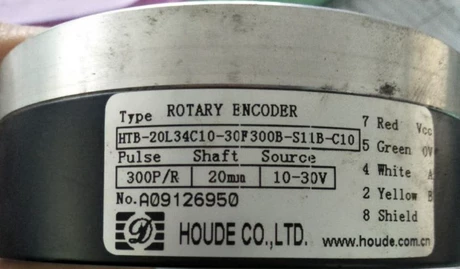 Type ROTARY ENCODER
HTB-20L34C10-30F300B-S11B-C10
Pulse Shaft Source
300P/R 20mm 10-30V
No.A09126950
HOUDE CO.,LTD.
7 Red Vcc
5 Green 0V
4 White A
2 Yellow B
8 Shield
www.houde.com.cn